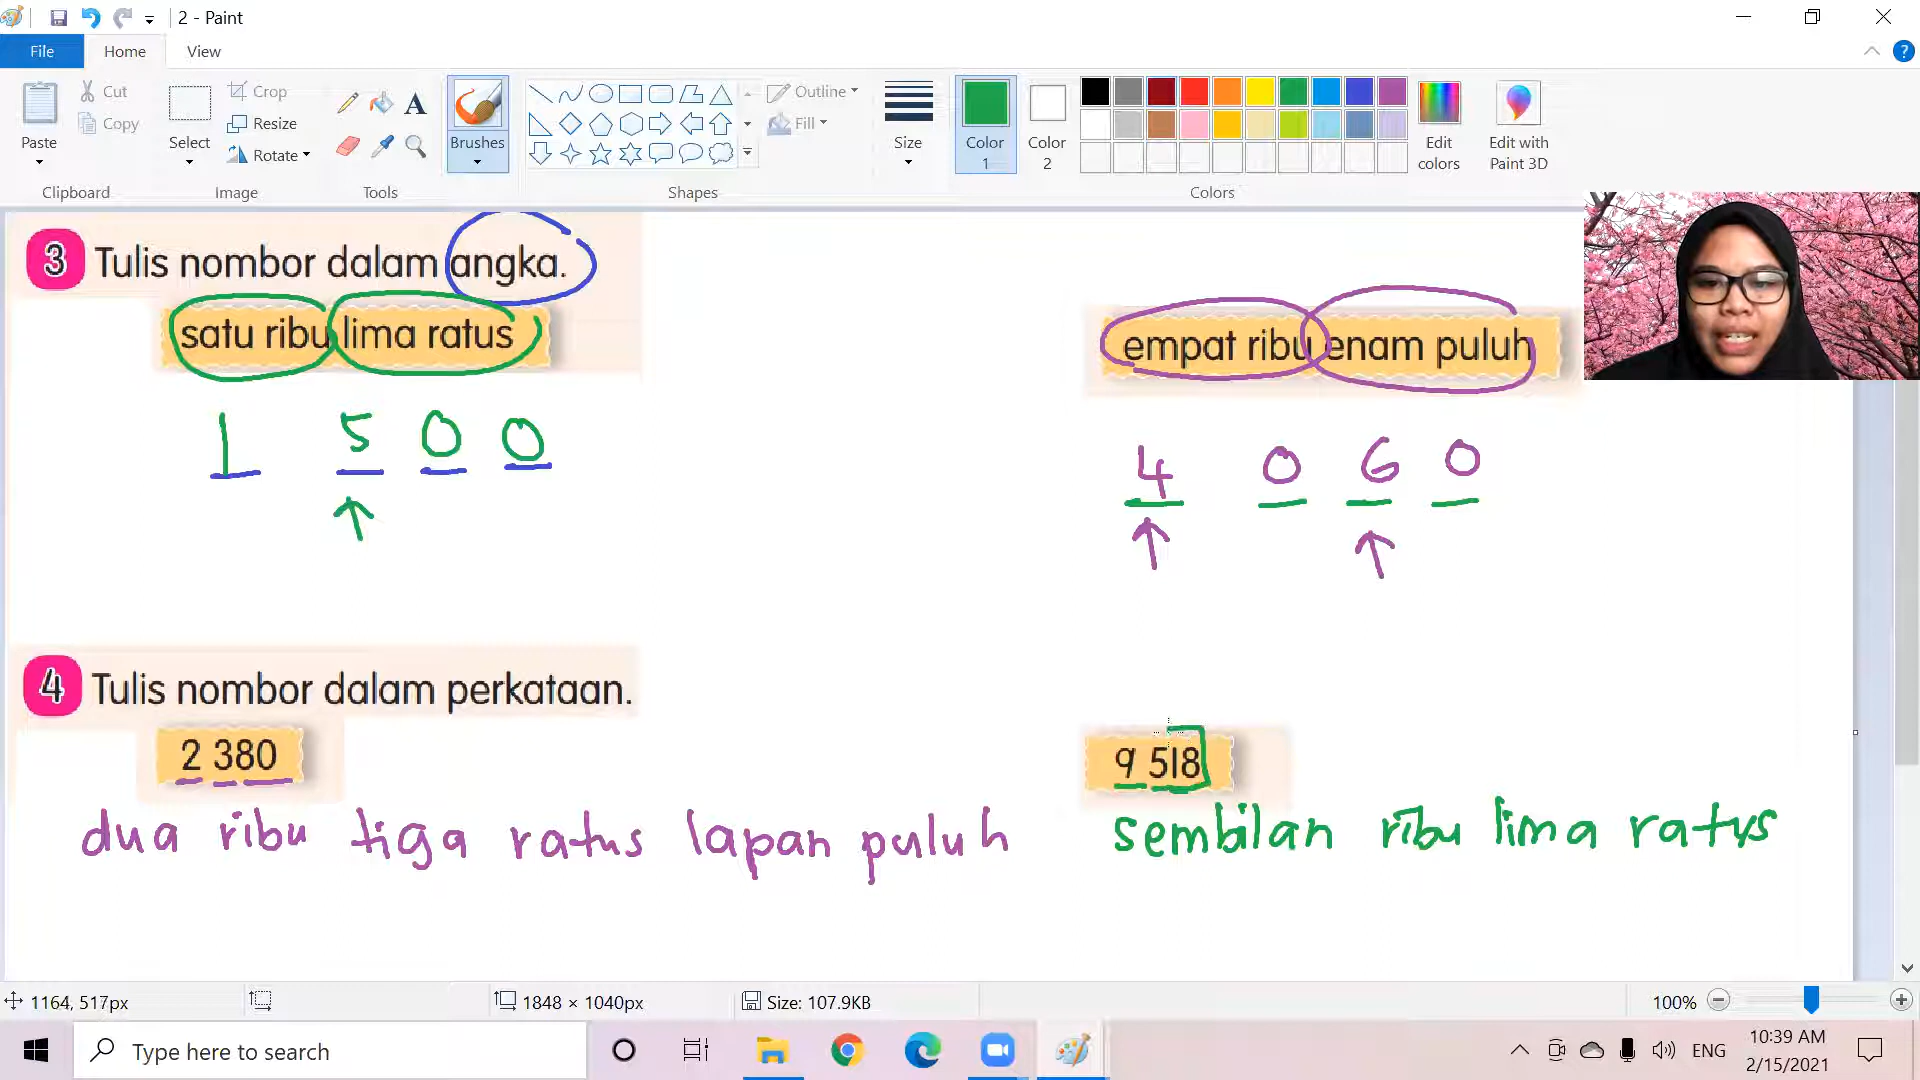 2 - Paint
File Home View
Paste Cut Copy Clipboard
Select Crop Resize Rotate Image
Tools
Brushes
Shapes
Outline Fill
Size
Color 1
Color 2
Colors
Edit colors
Edit with Paint 3D
3 Tulis nombor dalam angka.
satu ribu lima ratus
empat ribu enam puluh
1 5 0 0
4 0 6 0
4 Tulis nombor dalam perkataan.
2 380
9 518
dua ribu tiga ratus lapan puluh
sembilan ribu lima ratus
1164, 517px
1848 × 1040px
Size: 107.9KB
100%
Type here to search
ENG
10:39 AM
2/15/2021